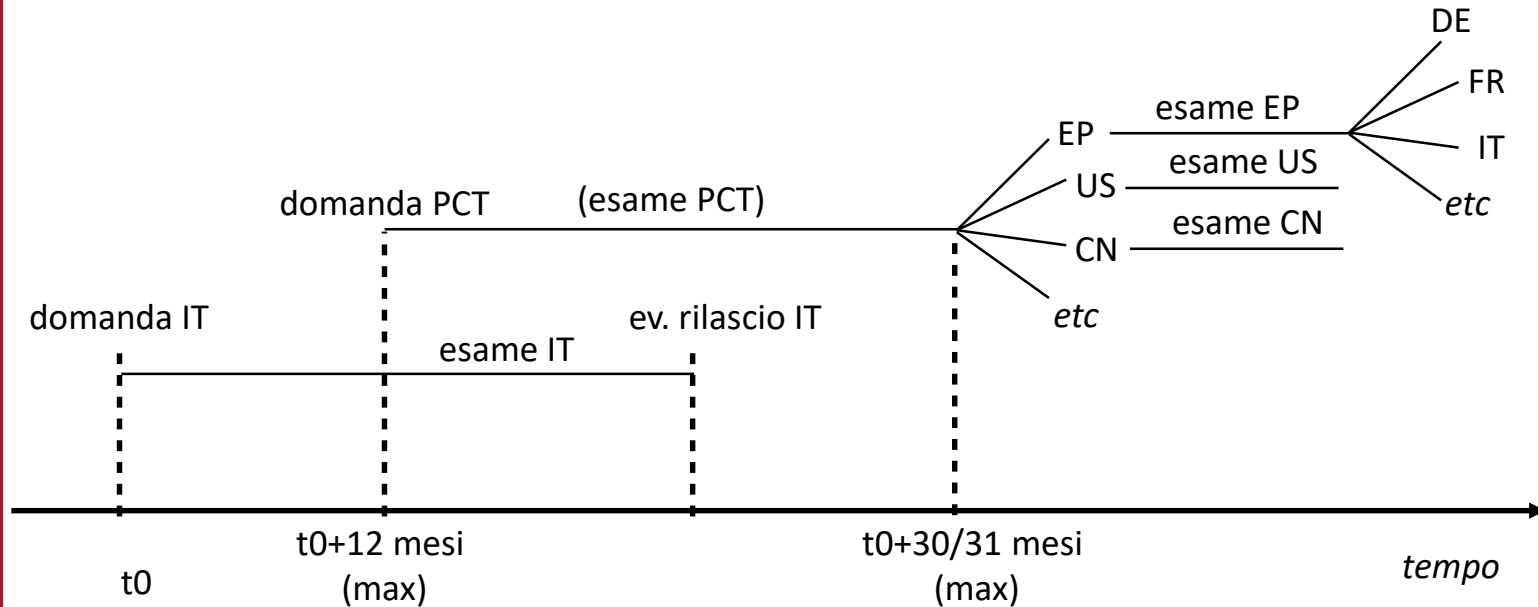 DE
FR
esame EP
EP
IT
esame US
US
etc
domanda PCT
(esame PCT)
esame CN
CN
etc
domanda IT
ev. rilascio IT
esame IT
t0
t0+12 mesi
(max)
t0+30/31 mesi
(max)
tempo